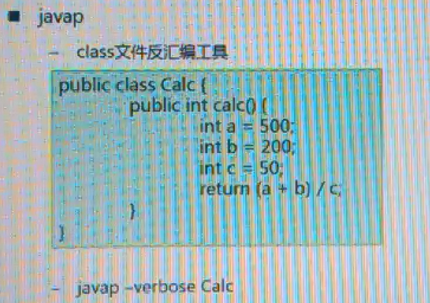 ■ javap
– class文件反汇编工具
public class Calc {
public int calc() {
int a = 500;
int b = 200;
int c = 50;
return (a + b) / c;
}
}
– javap –verbose Calc